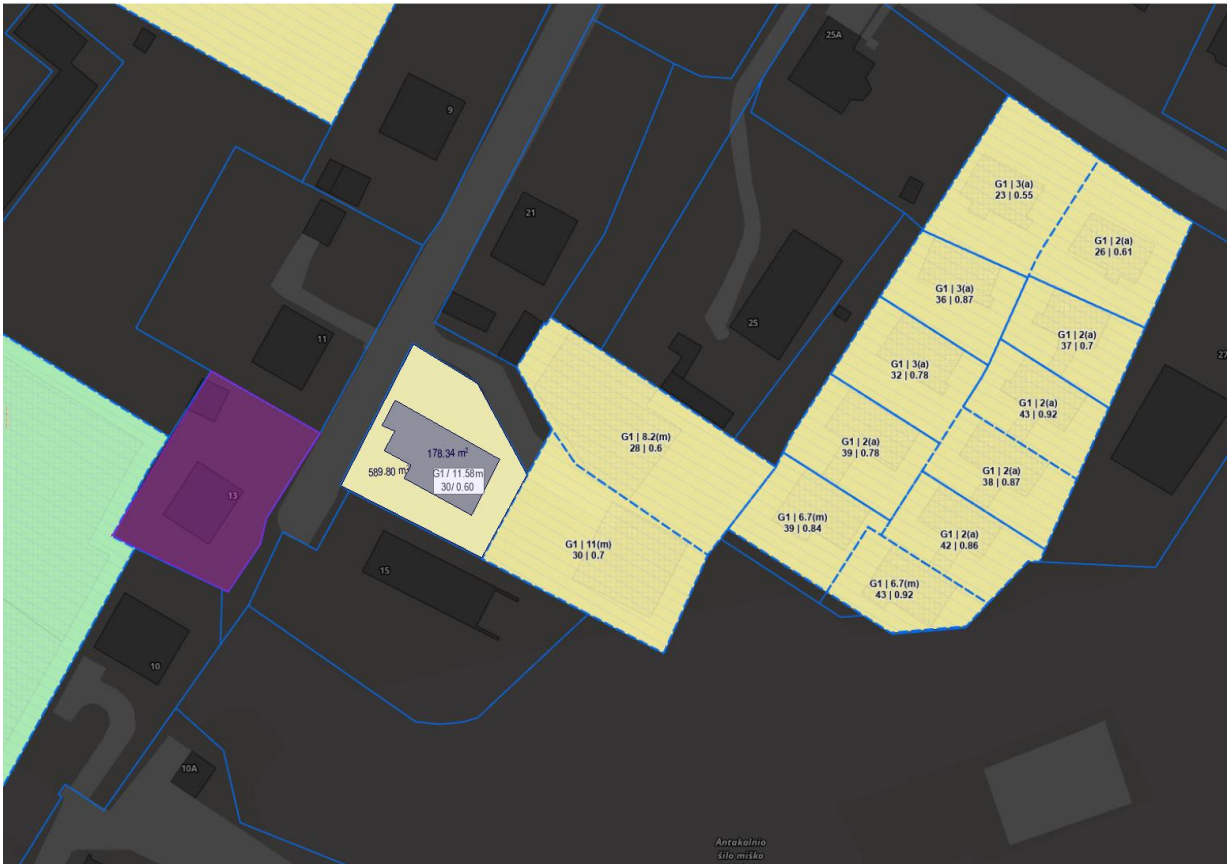 25A
9
G1 | 3(a)
23 | 0.55
21
G1 | 2(a)
26 | 0.61
G1 | 3(a)
36 | 0.87
25
11
G1 | 2(a)
37 | 0.7
27
G1 | 3(a)
32 | 0.78
G1 | 2(a)
43 | 0.92
G1 | 8.2(m)
28 | 0.6
G1 | 2(a)
39 | 0.78
178.34 m²
589.80 m²
G1 / 11.58m
30/ 0.60
G1 | 2(a)
38 | 0.87
13
G1 | 6.7(m)
39 | 0.84
G1 | 2(a)
42 | 0.86
G1 | 11(m)
30 | 0.7
15
G1 | 6.7(m)
43 | 0.92
10
10A
Antakalnio
šilo miško